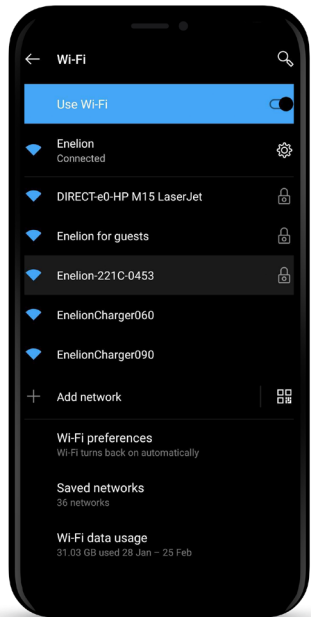 Wi-Fi
Use Wi-Fi
Enelion
Connected
DIRECT-e0-HP M15 LaserJet
Enelion for guests
Enelion-221C-0453
EnelionCharger060
EnelionCharger090
Add network
Wi-Fi preferences
Wi-Fi turns back on automatically
Saved networks
36 networks
Wi-Fi data usage
31.03 GB used 28 Jan – 25 Feb